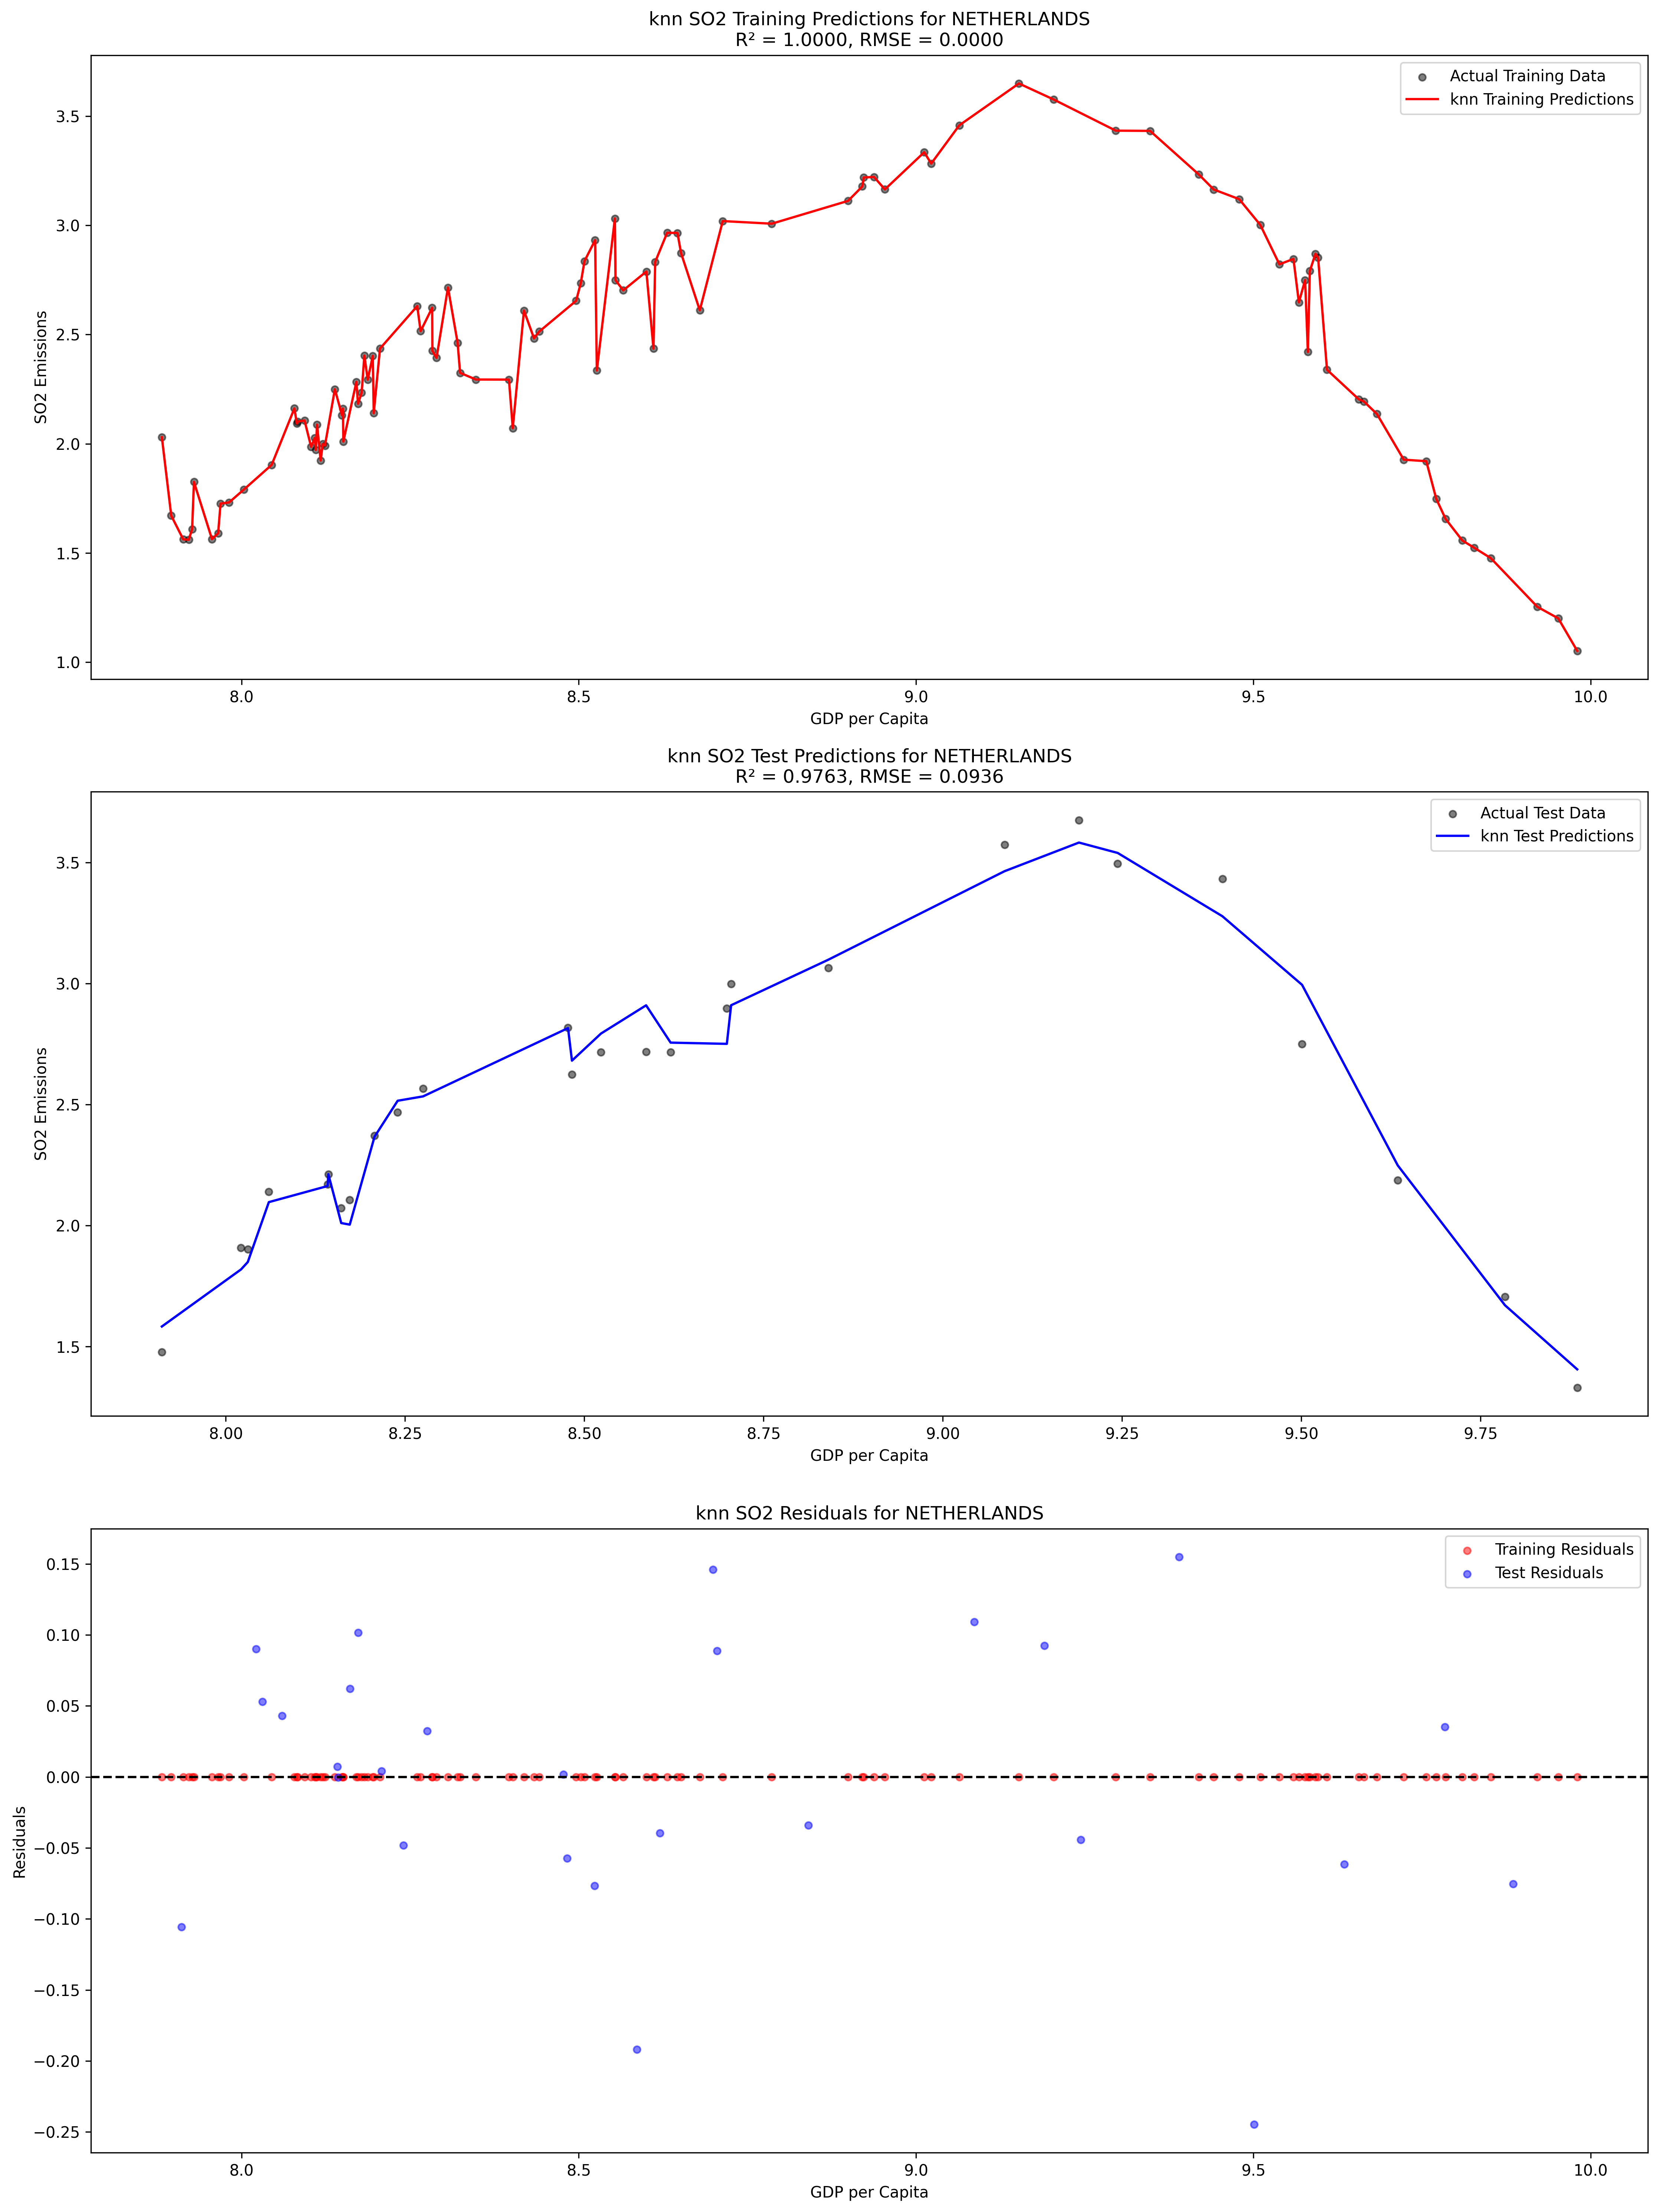 knn SO2 Training Predictions for NETHERLANDS
R² = 1.0000, RMSE = 0.0000
Actual Training Data
knn Training Predictions
SO2 Emissions
3.5
3.0
2.5
2.0
1.5
1.0
8.0 8.5 9.0 9.5 10.0
GDP per Capita
knn SO2 Test Predictions for NETHERLANDS
R² = 0.9763, RMSE = 0.0936
Actual Test Data
knn Test Predictions
SO2 Emissions
3.5
3.0
2.5
2.0
1.5
8.00 8.25 8.50 8.75 9.00 9.25 9.50 9.75
GDP per Capita
knn SO2 Residuals for NETHERLANDS
Training Residuals
Test Residuals
Residuals
0.15
0.10
0.05
0.00
−0.05
−0.10
−0.15
−0.20
−0.25
8.0 8.5 9.0 9.5 10.0
GDP per Capita